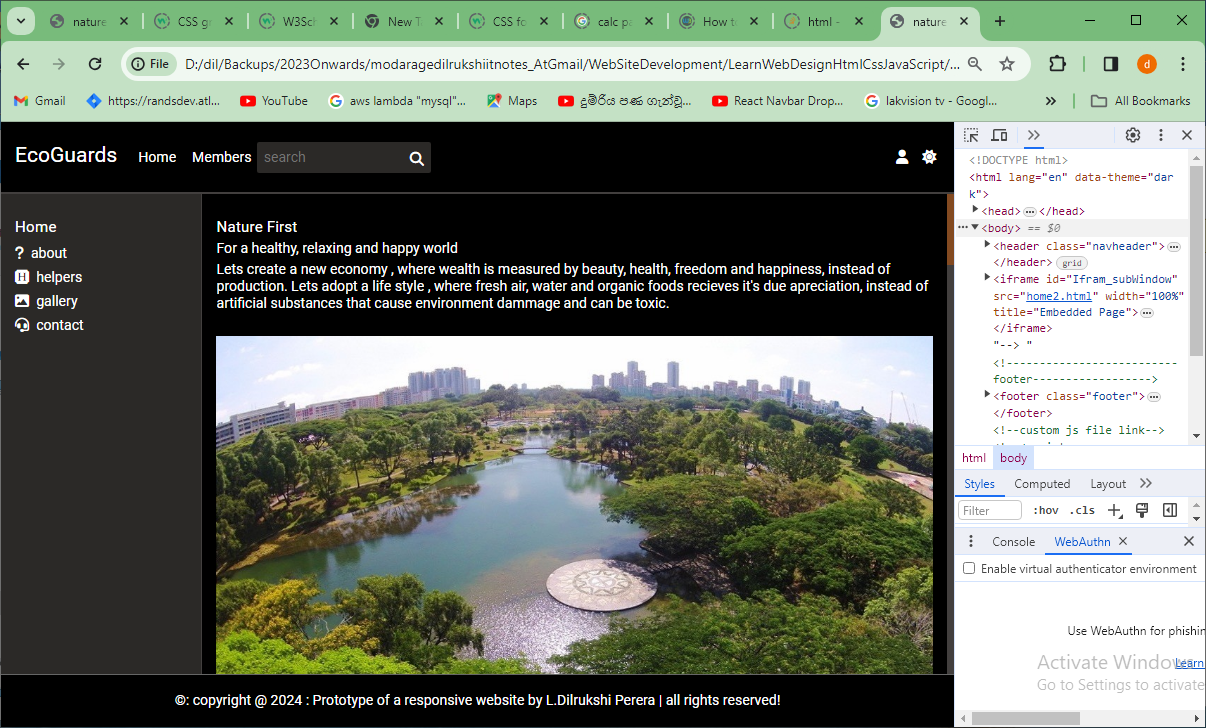 nature
CSS gr
W3Sch
New T
CSS fo
calc pa
How to
html -
nature
File
D:/dil/Backups/2023Onwards/modaragedilrukshiitnotes_AtGmail/WebSiteDevelopment/LearnWebDesignHtmlCssJavaScript/...
d
Gmail
https://randsdev.atl...
YouTube
aws lambda "mysql"...
Maps
දුම්රිය පණ ගැන්වූ...
React Navbar Drop...
lakvision tv - Googl...
All Bookmarks
EcoGuards
Home
Members
search
<!DOCTYPE html>
<html lang="en" data-theme="dar
k">
<head> ... </head>
... <body> == $0
<header class="navheader"> ...
</header> grid
<iframe id="Ifram_subWindow"
src="home2.html" width="100%"
title="Embedded Page"> ...
</iframe>
"--> "
<!--------------------------
footer------------------>
<footer class="footer"> ...
</footer>
<!--custom js file link-->
html body
Styles Computed Layout
Filter :hov .cls
Console WebAuthn
Enable virtual authenticator environment
Use WebAuthn for phishin
Learn
Activate Windows
Go to Settings to activate
Home
? about
H helpers
gallery
contact
Nature First
For a healthy, relaxing and happy world
Lets create a new economy , where wealth is measured by beauty, health, freedom and happiness, instead of
production. Lets adopt a life style , where fresh air, water and organic foods recieves it's due apreciation, instead of
artificial substances that cause environment dammage and can be toxic.
©: copyright @ 2024 : Prototype of a responsive website by L.Dilrukshi Perera | all rights reserved!